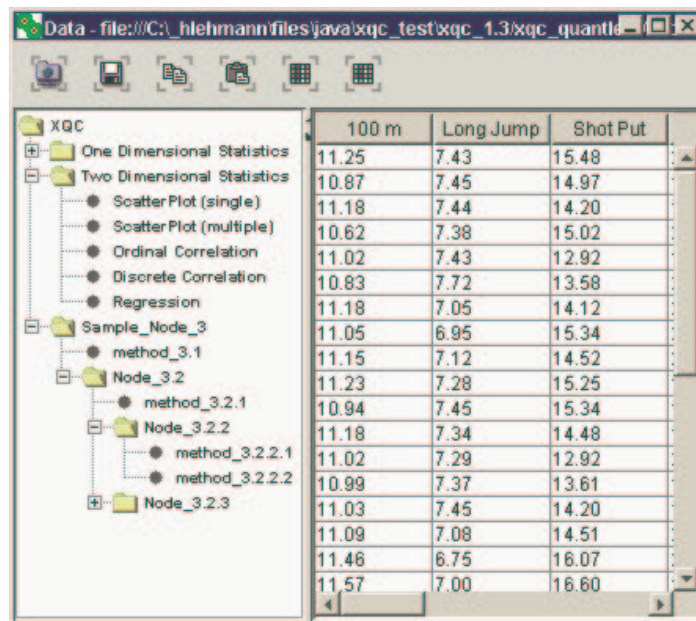 Data - file:///C:\_hlehmann\files\java\xqc_test\xqc_1.3/xqc_quantle
XQC
One Dimensional Statistics
Two Dimensional Statistics
ScatterPlot (single)
ScatterPlot (multiple)
Ordinal Correlation
Discrete Correlation
Regression
Sample_Node_3
method_3.1
Node_3.2
method_3.2.1
Node_3.2.2
method_3.2.2.1
method_3.2.2.2
Node_3.2.3
100 m Long Jump Shot Put
11.25 7.43 15.48
10.87 7.45 14.97
11.18 7.44 14.20
10.62 7.38 15.02
11.02 7.43 12.92
10.83 7.72 13.58
11.18 7.05 14.12
11.05 6.95 15.34
11.15 7.12 14.52
11.23 7.28 15.25
10.94 7.45 15.34
11.18 7.34 14.48
11.02 7.29 12.92
10.99 7.37 13.61
11.03 7.45 14.20
11.09 7.08 14.51
11.46 6.75 16.07
11.57 7.00 16.60